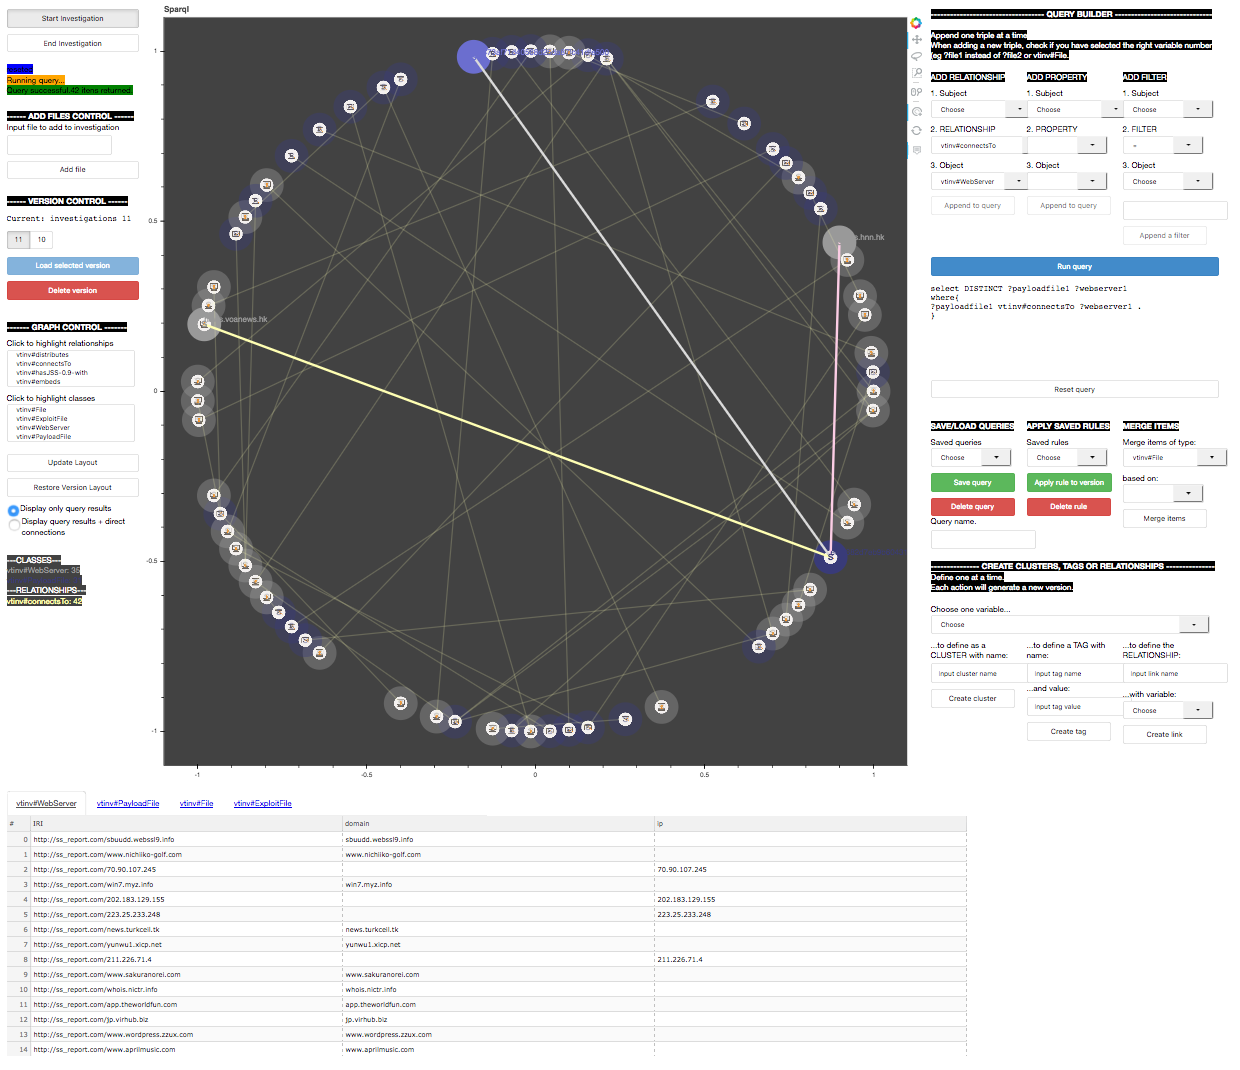 Start Investigation
End Investigation
Running query...
Query successful.42 itens returned.
------ ADD FILES CONTROL ------
Input file to add to investigation
Add file
------ VERSION CONTROL ------
Current: investigations 11
11 10
Load selected version
Delete version
------- GRAPH CONTROL -------
Click to highlight relationships
vtinv#distributes
vtinv#connectsTo
vtinv#hasJSS-0.9-with
vtinv#embeds
Click to highlight classes
vtinv#File
vtinv#ExploitFile
vtinv#WebServer
vtinv#PayloadFile
Update Layout
Restore Version Layout
Display only query results
Display query results + direct
connections
---CLASSES---
vtinv#WebServer: 35
---RELATIONSHIPS---
vtinv#connectsTo: 42
Sparql
1
0.5
0
-0.5
-1
-1 -0.5 0 0.5 1
.voanews.hk
.hnn.hk
QUERY BUILDER
Append one triple at a time
When adding a new triple, check if you have selected the right variable number
(eg ?file1 instead of ?file2 or vtinv#File.
ADD RELATIONSHIP ADD PROPERTY ADD FILTER
1. Subject 1. Subject 1. Subject
Choose Choose Choose
2. RELATIONSHIP 2. PROPERTY 2. FILTER
vtinv#connectsTo =
3. Object 3. Object 3. Object
vtinv#WebServer Choose
Append to query Append to query
Append a filter
Run query
select DISTINCT ?payloadfile1 ?webserver1
where{
?payloadfile1 vtinv#connectsTo ?webserver1 .
}
Reset query
SAVE/LOAD QUERIES APPLY SAVED RULES MERGE ITEMS
Saved queries Saved rules Merge items of type:
Choose Choose vtinv#File
Save query Apply rule to version based on:
Delete query Delete rule
Query name. Merge items
--------------- CREATE CLUSTERS, TAGS OR RELATIONSHIPS ---------------
Define one at a time.
Each action will generate a new version.
Choose one variable...
Choose
...to define as a ...to define a TAG with ...to define the
CLUSTER with name: name: RELATIONSHIP:
Input cluster name Input tag name Input link name
Create cluster ...and value: ...with variable:
Input tag value Choose
Create tag Create link
vtinv#WebServer vtinv#PayloadFile vtinv#File vtinv#ExploitFile
# IRI domain ip
0 http://ss_report.com/sbuudd.webssl9.info sbuudd.webssl9.info
1 http://ss_report.com/www.nichiiko-golf.com www.nichiiko-golf.com
2 http://ss_report.com/70.90.107.245 70.90.107.245
3 http://ss_report.com/win7.myz.info win7.myz.info
4 http://ss_report.com/202.183.129.155 202.183.129.155
5 http://ss_report.com/223.25.233.248 223.25.233.248
6 http://ss_report.com/news.turkceil.tk news.turkceil.tk
7 http://ss_report.com/yunwu1.xicp.net yunwu1.xicp.net
8 http://ss_report.com/211.226.71.4 211.226.71.4
9 http://ss_report.com/www.sakuranorei.com www.sakuranorei.com
10 http://ss_report.com/whois.nictr.info whois.nictr.info
11 http://ss_report.com/app.theworldfun.com app.theworldfun.com
12 http://ss_report.com/jp.virhub.biz jp.virhub.biz
13 http://ss_report.com/www.wordpress.zzux.com www.wordpress.zzux.com
14 http://ss_report.com/www.aprilmusic.com www.aprilmusic.com